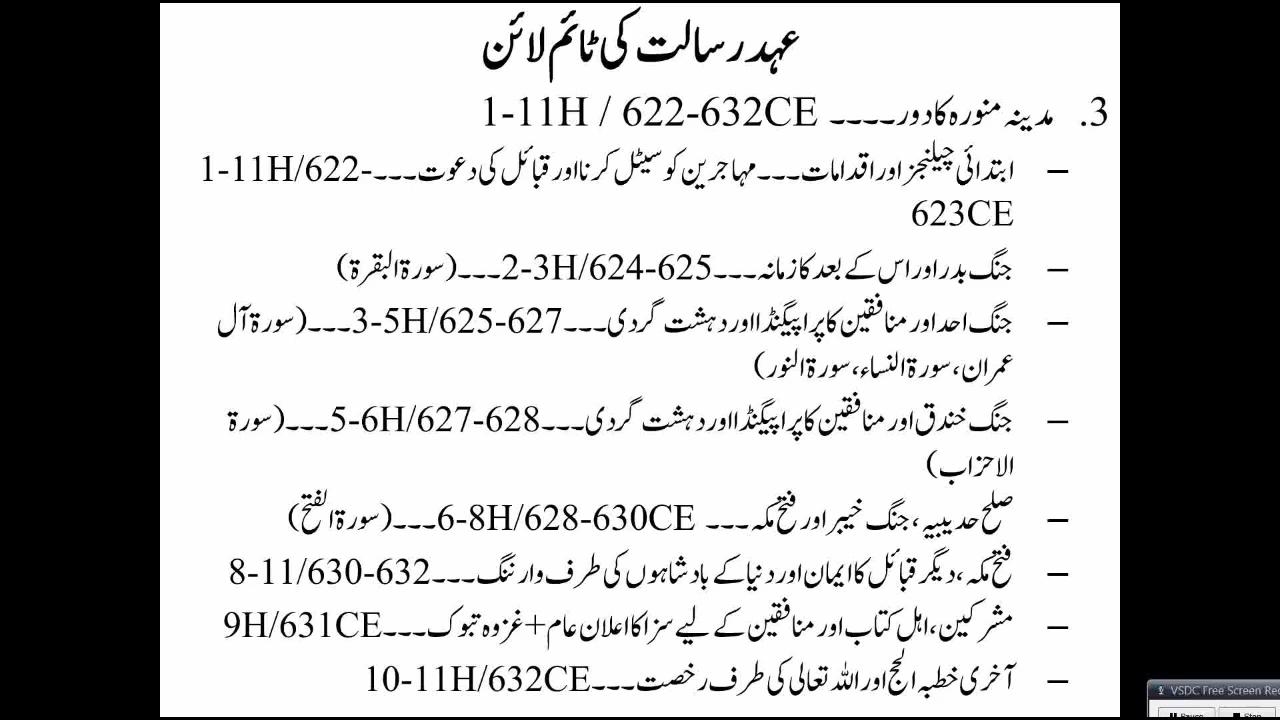 عہد رسالت کی ٹائم لائن
3. مدینہ منورہ کا دور ۔۔۔۔ 1-11H / 622-632CE
– ابتدائی چیلنجز اور اقدامات۔۔۔مہاجرین کو سیٹل کرنا اور قبائل کی دعوت۔۔۔1-11H/622-
623CE
– جنگ بدر اور اس کے بعد کا زمانہ۔۔۔2-3H/624-625۔۔۔(سورۃ البقرۃ)
– جنگ احد اور منافقین کا پراپیگنڈا اور دہشت گردی۔۔۔3-5H/625-627۔۔۔(سورۃ آل
عمران، سورۃ النساء، سورۃ النور)
– جنگ خندق اور منافقین کا پراپیگنڈا اور دہشت گردی۔۔۔5-6H/627-628۔۔۔(سورۃ
الاحزاب)
– صلح حدیبیہ، جنگ خیبر اور فتح مکہ۔۔۔ 6-8H/628-630CE۔۔۔(سورۃ الفتح)
– فتح مکہ، دیگر قبائل کا ایمان اور دنیا کے بادشاہوں کی طرف وارننگ۔۔۔8-11/630-632
– مشرکین، اہل کتاب اور منافقین کے لیے سزا کا اعلان عام+غزوہ تبوک۔۔۔9H/631CE
– آخری خطبہ الحج اور اللہ تعالی کی طرف رخصت۔۔۔10-11H/632CE
VSDC Free Screen Rec
Pause Stop